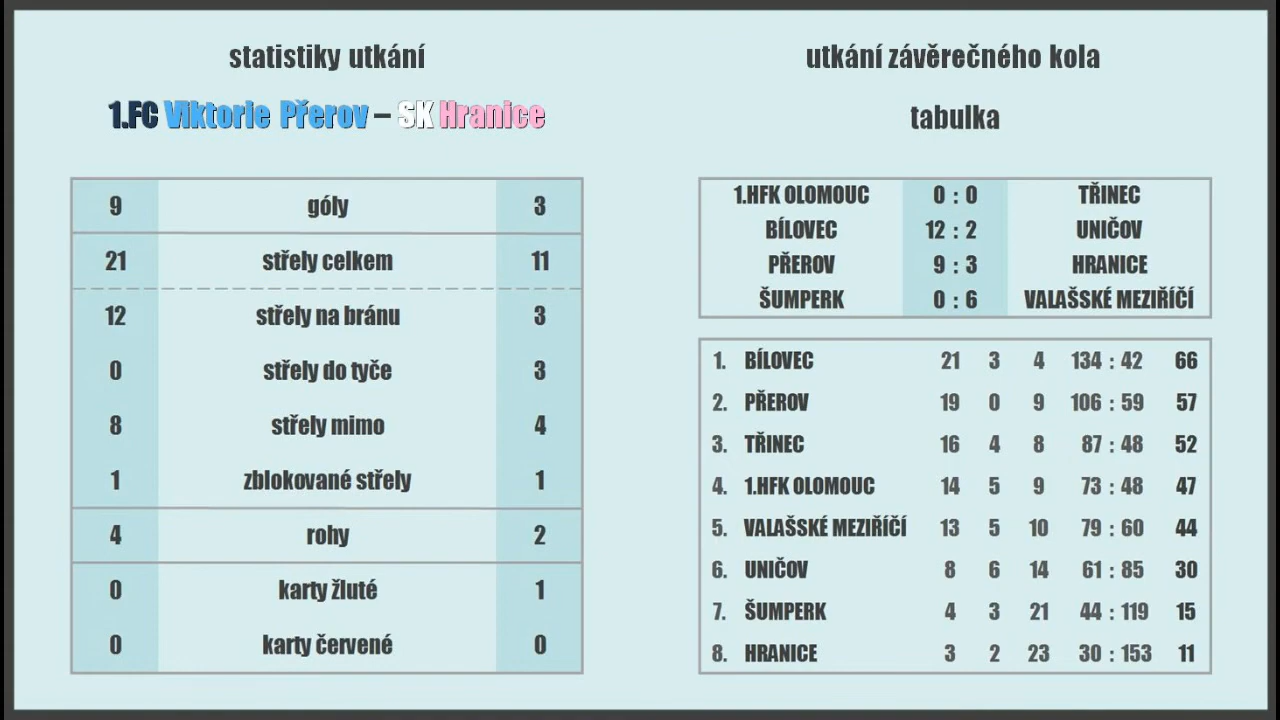 statistiky utkání
1.FC Viktorie Přerov – SK Hranice
9 góly 3
21 střely celkem 11
12 střely na bránu 3
0 střely do tyče 3
8 střely mimo 4
1 zblokované střely 1
4 rohy 2
0 karty žluté 1
0 karty červené 0
utkání závěrečného kola
tabulka
1.HFK OLOMOUC 0 : 0 TŘINEC
BÍLOVEC 12 : 2 UNIČOV
PŘEROV 9 : 3 HRANICE
ŠUMPERK 0 : 6 VALAŠSKÉ MEZIŘÍČÍ
1. BÍLOVEC 21 3 4 134 : 42 66
2. PŘEROV 19 0 9 106 : 59 57
3. TŘINEC 16 4 8 87 : 48 52
4. 1.HFK OLOMOUC 14 5 9 73 : 48 47
5. VALAŠSKÉ MEZIŘÍČÍ 13 5 10 79 : 60 44
6. UNIČOV 8 6 14 61 : 85 30
7. ŠUMPERK 4 3 21 44 : 119 15
8. HRANICE 3 2 23 30 : 153 11